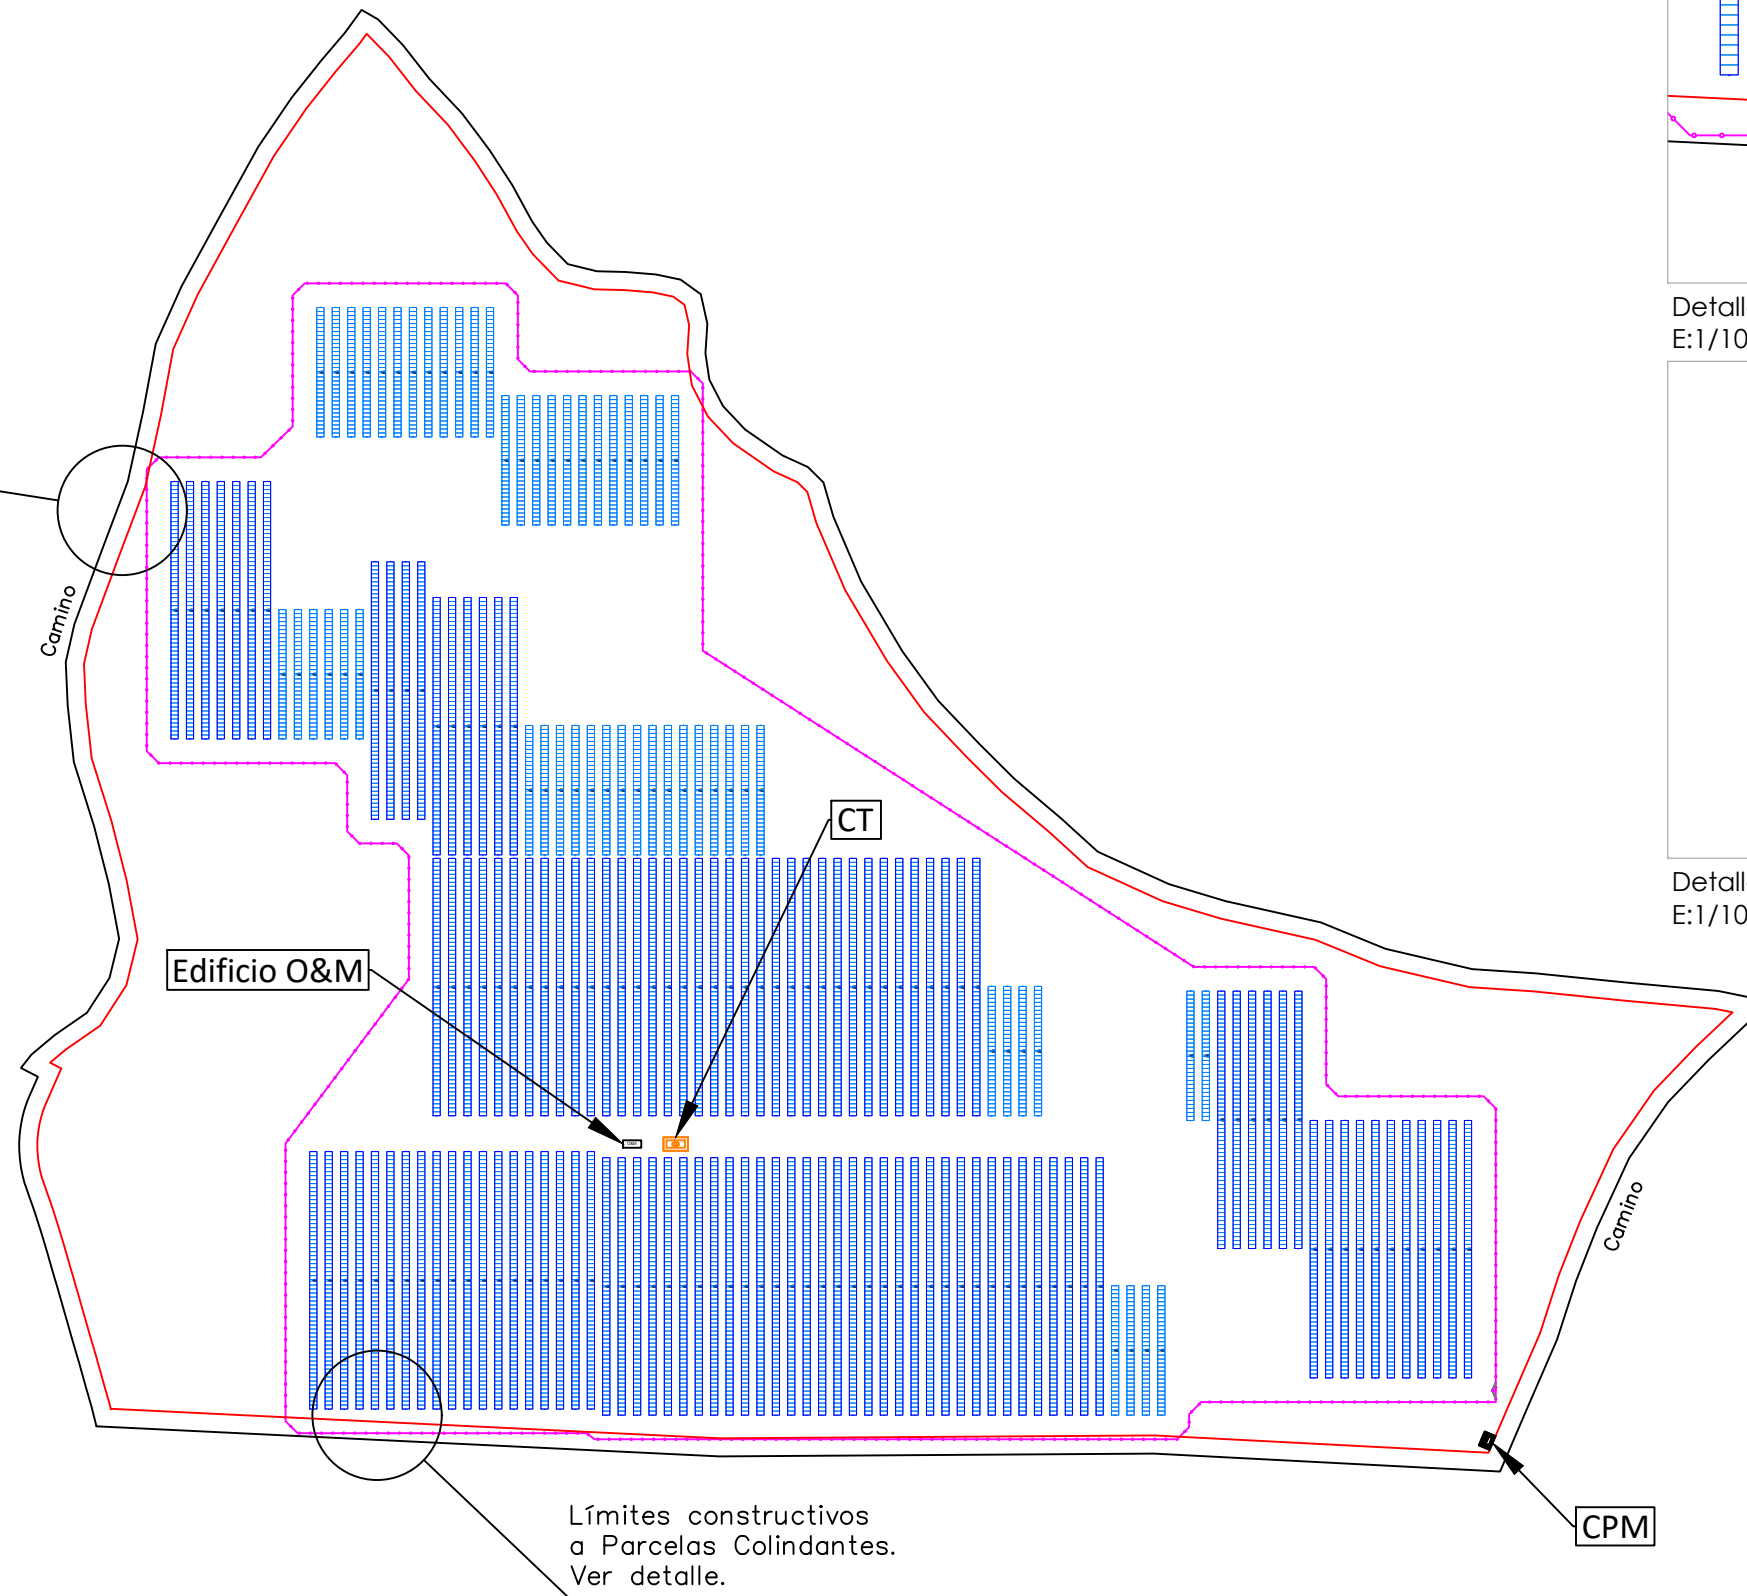 Detall
E:1/10
Camino
CT
Detall
E:1/10
Edificio O&M
Camino
Límites constructivos
a Parcelas Colindantes.
Ver detalle.
CPM